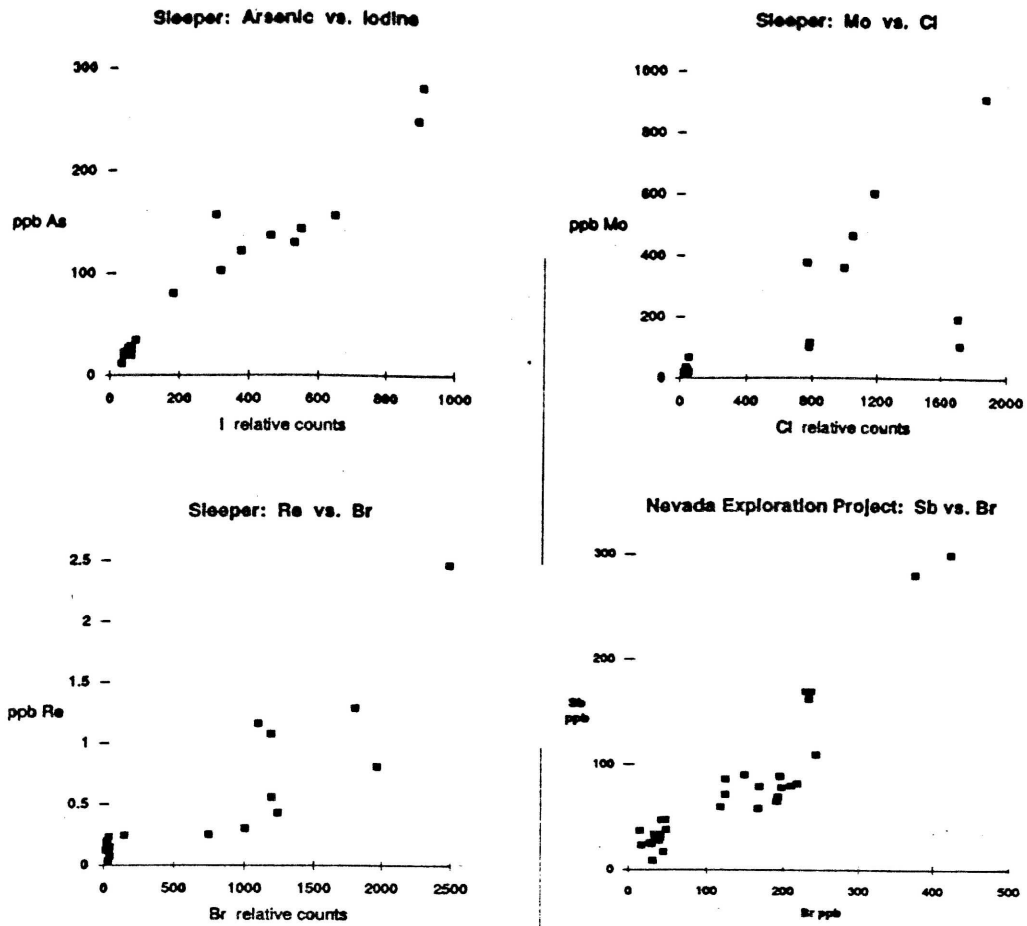 Sleeper: Arsenic vs. Iodine
300
200
ppb As
100
0
0 200 400 600 800 1000
I relative counts
Sleeper: Mo vs. Cl
1000
800
600
ppb Mo
400
200
0
0 400 800 1200 1600 2000
Cl relative counts
Sleeper: Re vs. Br
2.5
2
1.5
ppb Re
1
0.5
0
0 500 1000 1500 2000 2500
Br relative counts
Nevada Exploration Project: Sb vs. Br
300
200
Sb
ppb
100
0
0 100 200 300 400 500
Br ppb